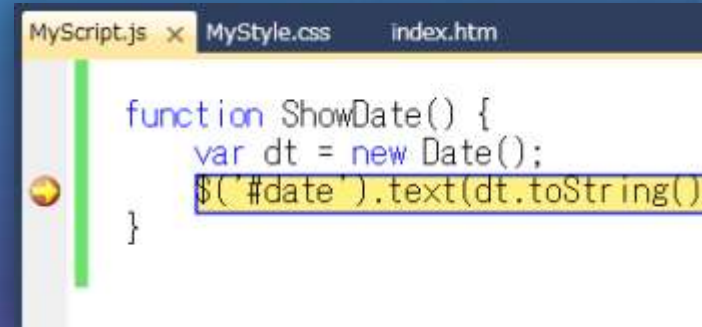 MyScript.js × MyStyle.css index.htm
function ShowDate() {
var dt = new Date();
$('#date').text(dt.toString()
}